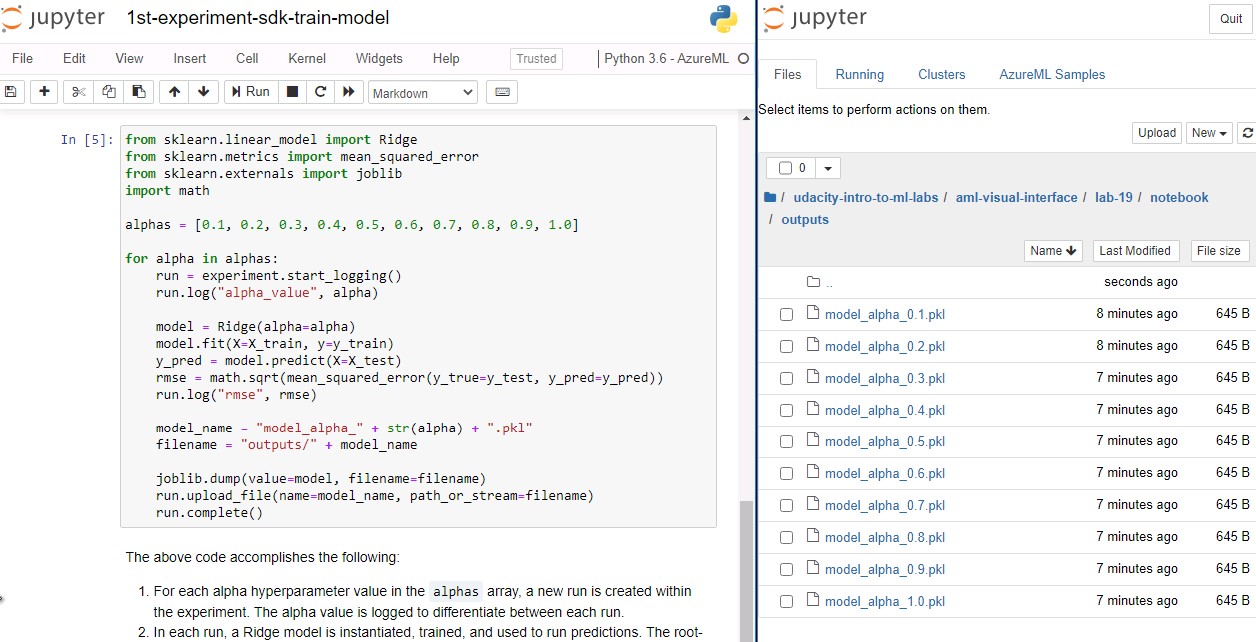 jupyter 1st-experiment-sdk-train-model
File Edit View Insert Cell Kernel Widgets Help Trusted Python 3.6 - AzureML O
Run Markdown
In [5]:
from sklearn.linear_model import Ridge
from sklearn.metrics import mean_squared_error
from sklearn.externals import joblib
import math
alphas = [0.1, 0.2, 0.3, 0.4, 0.5, 0.6, 0.7, 0.8, 0.9, 1.0]
for alpha in alphas:
run = experiment.start_logging()
run.log("alpha_value", alpha)
model = Ridge(alpha=alpha)
model.fit(X=X_train, y=y_train)
y_pred = model.predict(X=X_test)
rmse = math.sqrt(mean_squared_error(y_true=y_test, y_pred=y_pred))
run.log("rmse", rmse)
model_name = "model_alpha_" + str(alpha) + ".pkl"
filename = "outputs/" + model_name
joblib.dump(value=model, filename=filename)
run.upload_file(name=model_name, path_or_stream=filename)
run.complete()
The above code accomplishes the following:
1. For each alpha hyperparameter value in the alphas array, a new run is created within
the experiment. The alpha value is logged to differentiate between each run.
2. In each run, a Ridge model is instantiated, trained, and used to run predictions. The root-
jupyter Quit
Files Running Clusters AzureML Samples
Select items to perform actions on them.
Upload New
0
/ udacity-intro-to-ml-labs / aml-visual-interface / lab-19 / notebook
/ outputs
Name Last Modified File size
.. seconds ago
model_alpha_0.1.pkl 8 minutes ago 645 B
model_alpha_0.2.pkl 8 minutes ago 645 B
model_alpha_0.3.pkl 7 minutes ago 645 B
model_alpha_0.4.pkl 7 minutes ago 645 B
model_alpha_0.5.pkl 7 minutes ago 645 B
model_alpha_0.6.pkl 7 minutes ago 645 B
model_alpha_0.7.pkl 7 minutes ago 645 B
model_alpha_0.8.pkl 7 minutes ago 645 B
model_alpha_0.9.pkl 7 minutes ago 645 B
model_alpha_1.0.pkl 7 minutes ago 645 B